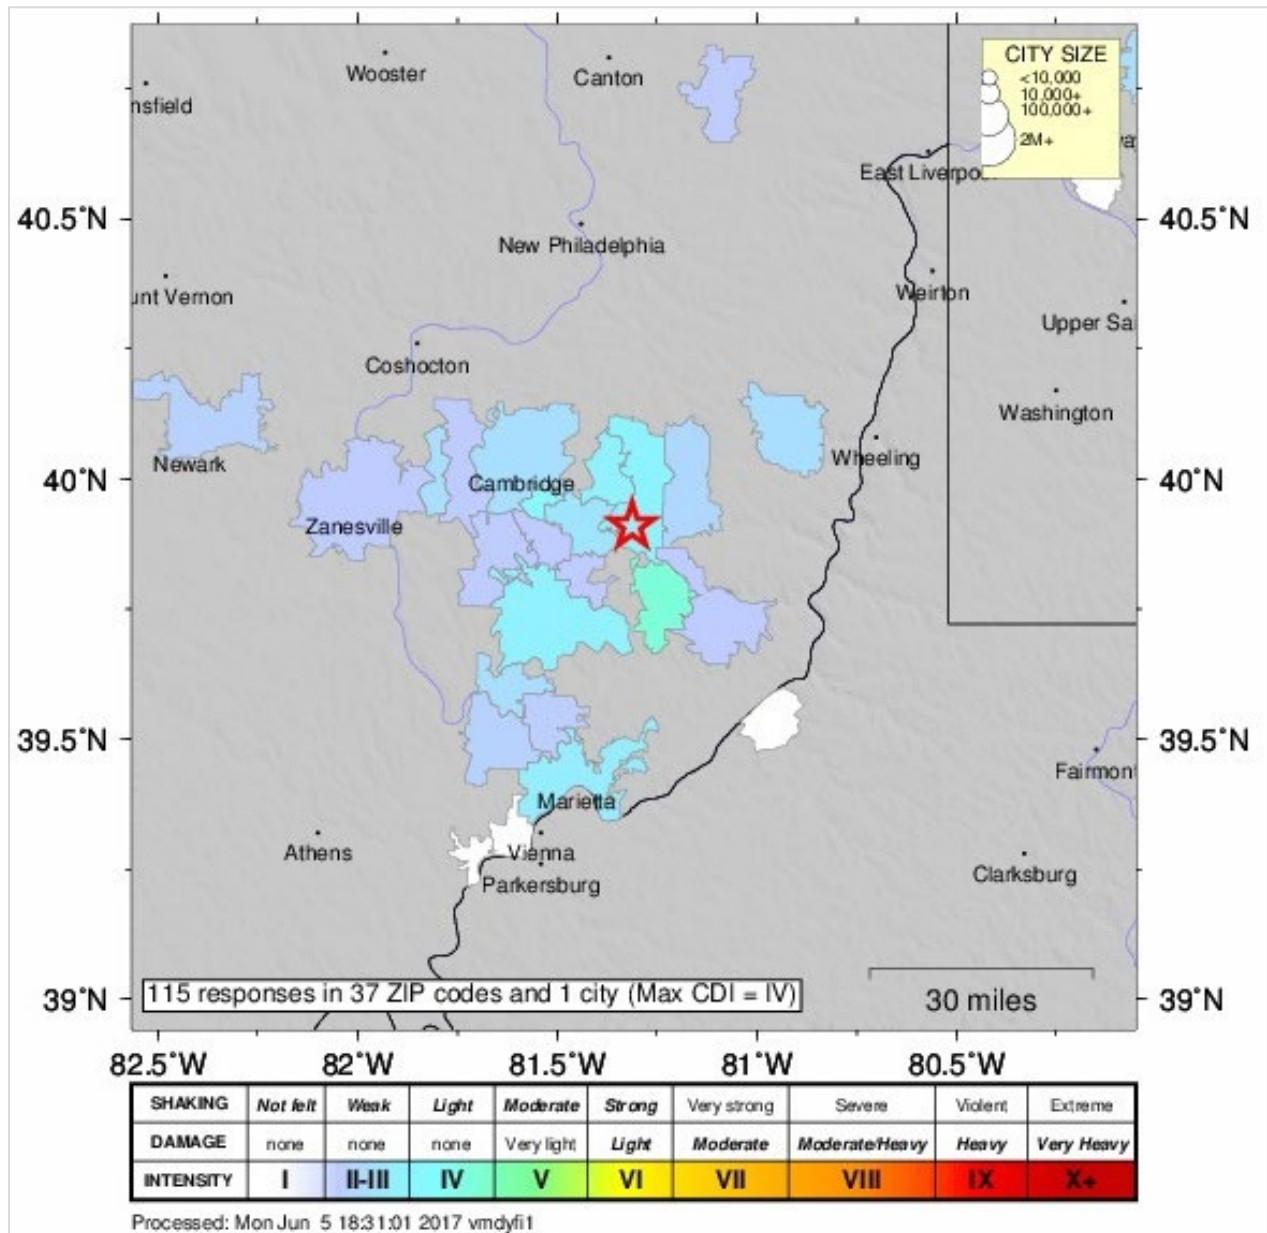 CITY SIZE
<10,000
10,000+
100,000+
2M+
Wooster
Canton
nsfield
East Liverpoo
40.5°N
40.5°N
New Philadelphia
unt Vernon
Weirton
Upper Sai
Coshocton
Washington
Newark
Wheeling
40°N
40°N
Cambridge
Zanesville
39.5°N
39.5°N
Fairmont
Marietta
Athens
Vienna
Clarksburg
Parkersburg
115 responses in 37 ZIP codes and 1 city (Max CDI = IV)
30 miles
39°N
39°N
82.5°W 82°W 81.5°W 81°W 80.5°W
SHAKING Not felt Weak Light Moderate Strong Very strong Severe Violent Extreme
DAMAGE none none none Very light Light Moderate Moderate/Heavy Heavy Very Heavy
INTENSITY I II-III IV V VI VII VIII IX X+
Processed: Mon Jun 5 18:31:01 2017 vmdyfi1